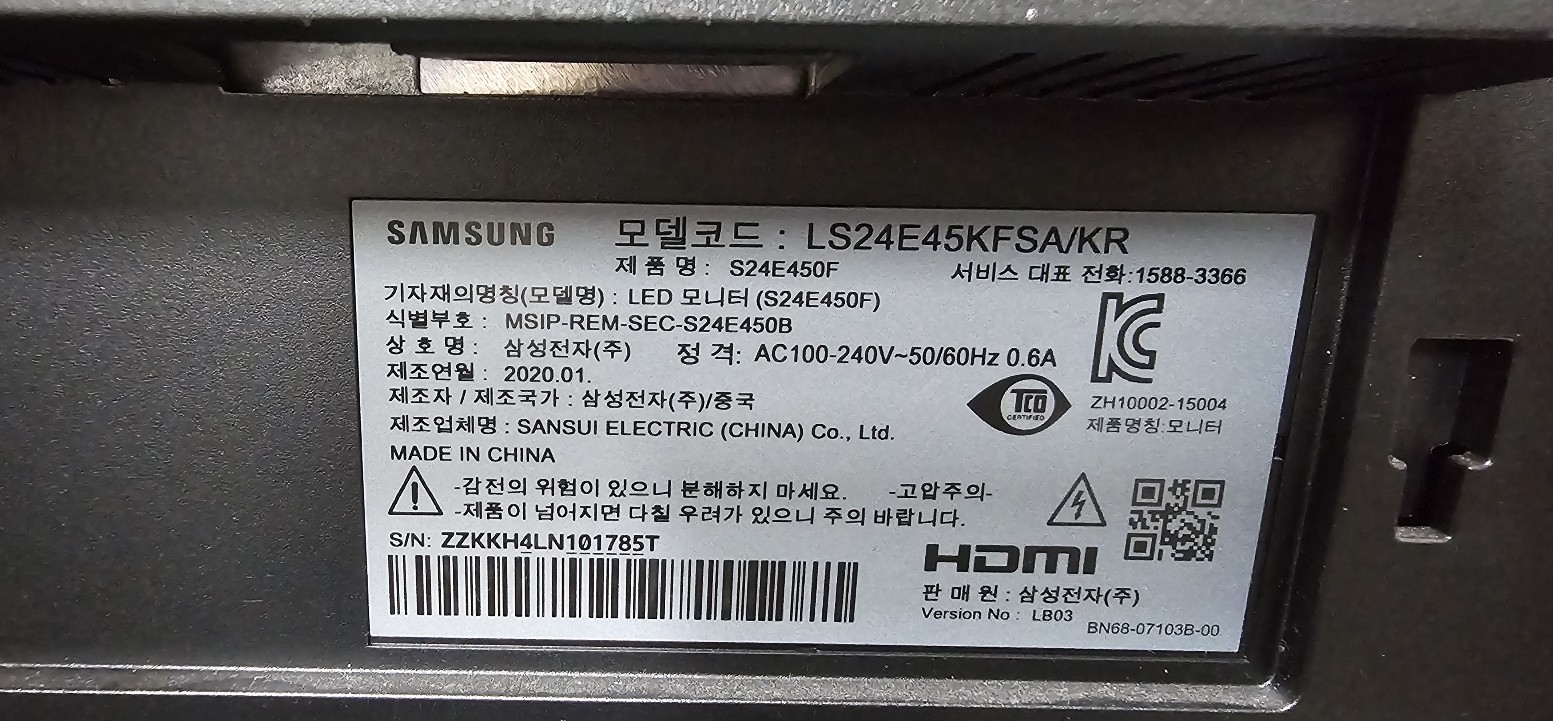 SAMSUNG 모델코드 : LS24E45KFSA/KR
제 품 명 : S24E450F 서비스 대표 전화:1588-3366
기자재의명칭(모델명) : LED 모니터 (S24E450F)
식별부호 : MSIP-REM-SEC-S24E450B
상 호 명 : 삼성전자(주) 정 격: AC100-240V~50/60Hz 0.6A
제조연월 : 2020.01.
제조자 / 제조국가 : 삼성전자(주)/중국
제조업체명 : SANSUI ELECTRIC (CHINA) Co., Ltd.
MADE IN CHINA
KC
TCO
CERTIFIED
ZH10002-15004
제품명칭:모니터
-감전의 위험이 있으니 분해하지 마세요. -고압주의-
-제품이 넘어지면 다칠 우려가 있으니 주의 바랍니다.
S/N: ZZKKH4LN101785T
HDMI
판 매 원 : 삼성전자(주)
Version No : LB03
BN68-07103B-00